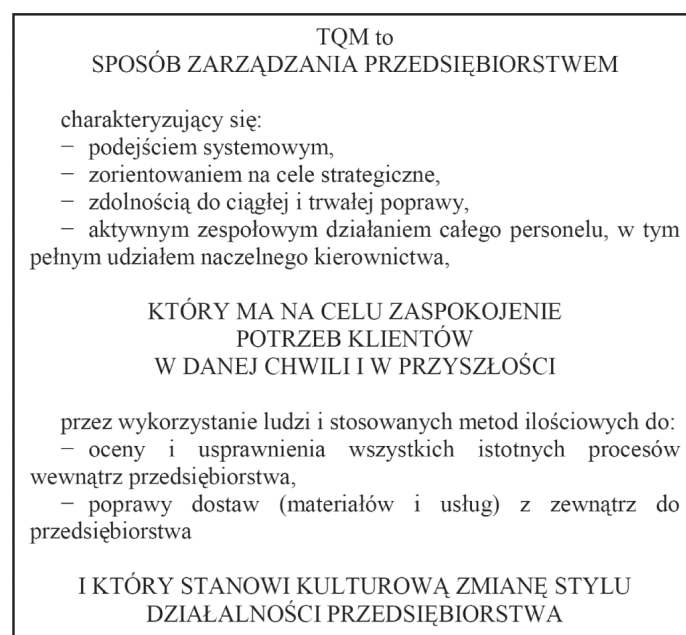 TQM to
SPOSÓB ZARZĄDZANIA PRZEDSIĘBIORSTWEM
charakteryzujący się:
− podejściem systemowym,
− zorientowaniem na cele strategiczne,
− zdolnością do ciągłej i trwałej poprawy,
− aktywnym zespołowym działaniem całego personelu, w tym
pełnym udziałem naczelnego kierownictwa,
KTÓRY MA NA CELU ZASPOKOJENIE
POTRZEB KLIENTÓW
W DANEJ CHWILI I W PRZYSZŁOŚCI
przez wykorzystanie ludzi i stosowanych metod ilościowych do:
− oceny i usprawnienia wszystkich istotnych procesów
wewnątrz przedsiębiorstwa,
− poprawy dostaw (materiałów i usług) z zewnątrz do
przedsiębiorstwa
I KTÓRY STANOWI KULTUROWĄ ZMIANĘ STYLU
DZIAŁALNOŚCI PRZEDSIĘBIORSTWA